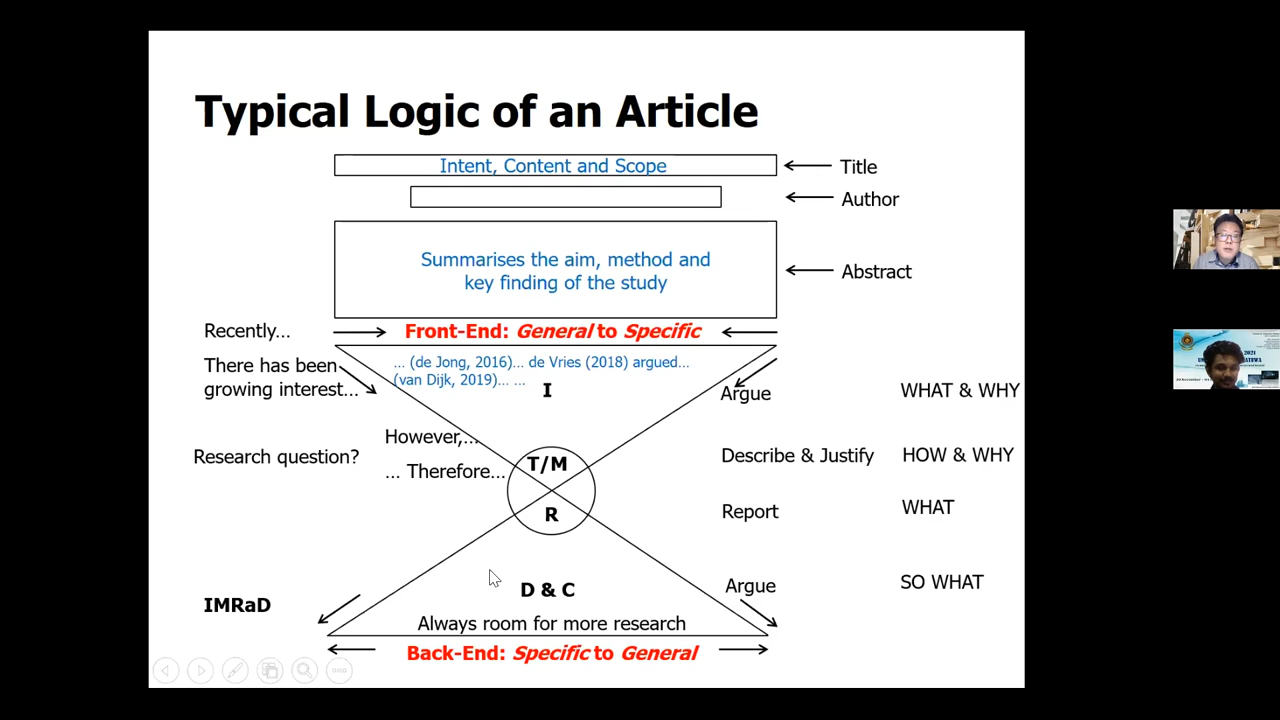 Typical Logic of an Article
Intent, Content and Scope
Title
Author
Summarises the aim, method and
key finding of the study
Abstract
Recently...
Front-End: General to Specific
There has been
growing interest...
... (de Jong, 2016)... de Vries (2018) argued...
(van Dijk, 2019)... ...
I
Argue
WHAT & WHY
However,...
Research question?
... Therefore...
T/M
Describe & Justify
HOW & WHY
R
Report
WHAT
D & C
Argue
SO WHAT
IMRaD
Always room for more research
Back-End: Specific to General
2021